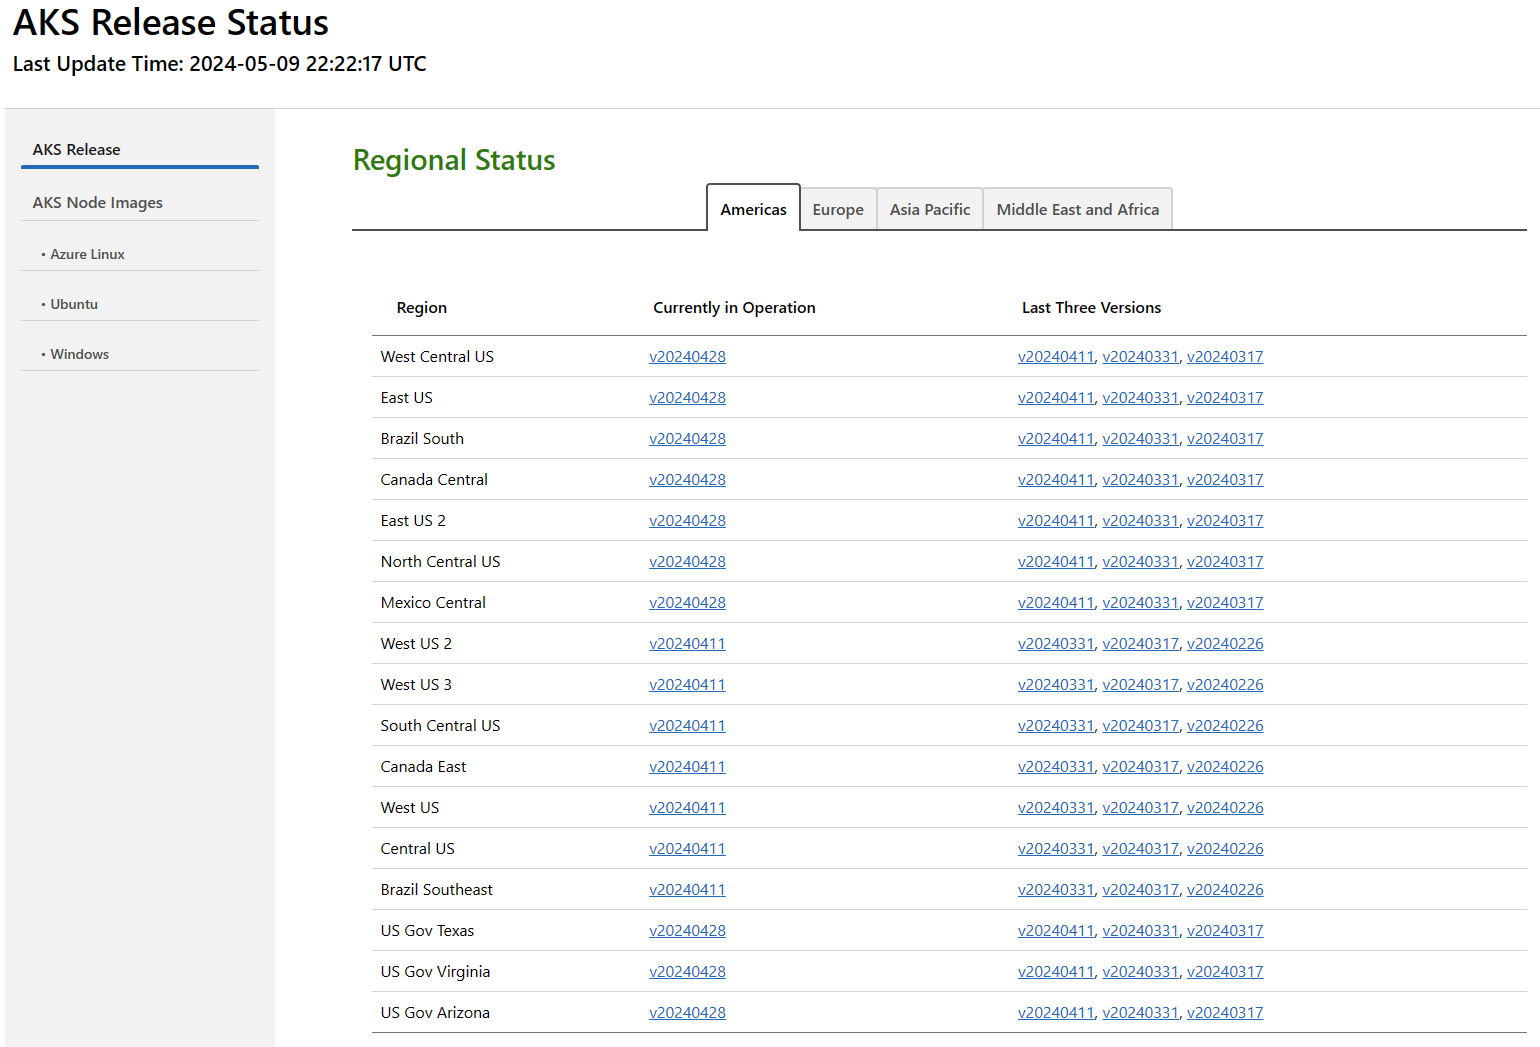 AKS Release Status
Last Update Time: 2024-05-09 22:22:17 UTC
AKS Release
AKS Node Images
• Azure Linux
• Ubuntu
• Windows
Regional Status
Americas Europe Asia Pacific Middle East and Africa
Region Currently in Operation Last Three Versions
West Central US v20240428 v20240411, v20240331, v20240317
East US v20240428 v20240411, v20240331, v20240317
Brazil South v20240428 v20240411, v20240331, v20240317
Canada Central v20240428 v20240411, v20240331, v20240317
East US 2 v20240428 v20240411, v20240331, v20240317
North Central US v20240428 v20240411, v20240331, v20240317
Mexico Central v20240428 v20240411, v20240331, v20240317
West US 2 v20240411 v20240331, v20240317, v20240226
West US 3 v20240411 v20240331, v20240317, v20240226
South Central US v20240411 v20240331, v20240317, v20240226
Canada East v20240411 v20240331, v20240317, v20240226
West US v20240411 v20240331, v20240317, v20240226
Central US v20240411 v20240331, v20240317, v20240226
Brazil Southeast v20240411 v20240331, v20240317, v20240226
US Gov Texas v20240428 v20240411, v20240331, v20240317
US Gov Virginia v20240428 v20240411, v20240331, v20240317
US Gov Arizona v20240428 v20240411, v20240331, v20240317